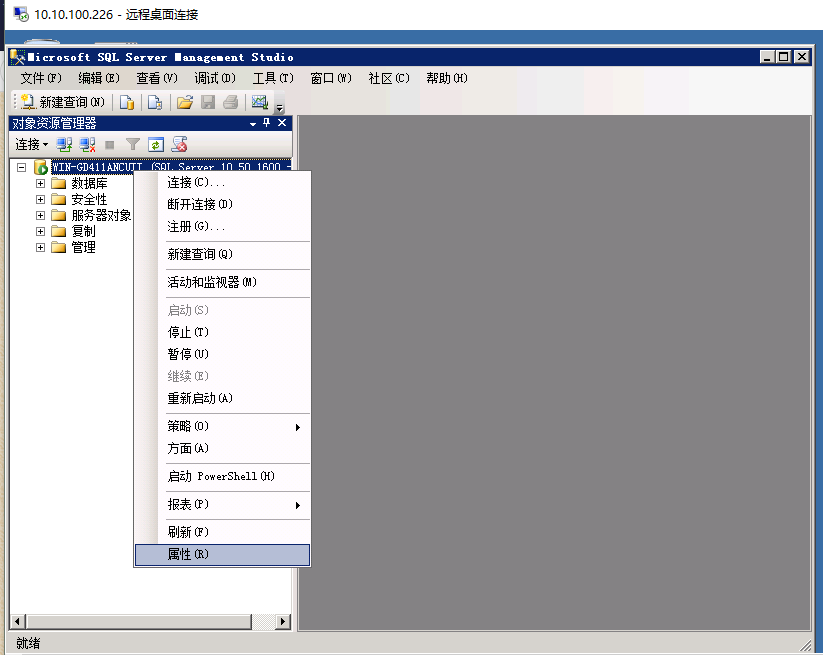 10.10.100.226 - 远程桌面连接
Microsoft SQL Server Management Studio
文件(F) 编辑(E) 查看(V) 调试(D) 工具(T) 窗口(W) 社区(C) 帮助(H)
新建查询(N)
对象资源管理器
连接
WIN-GD411ANCUTI (SQL Server 10.50.1600 -
数据库
安全性
服务器对象
复制
管理
连接(C)...
断开连接(D)
注册(G)...
新建查询(Q)
活动和监视器(M)
启动(S)
停止(T)
暂停(U)
继续(E)
重新启动(A)
策略(O)
方面(A)
启动 PowerShell(H)
报表(P)
刷新(F)
属性(R)
就绪